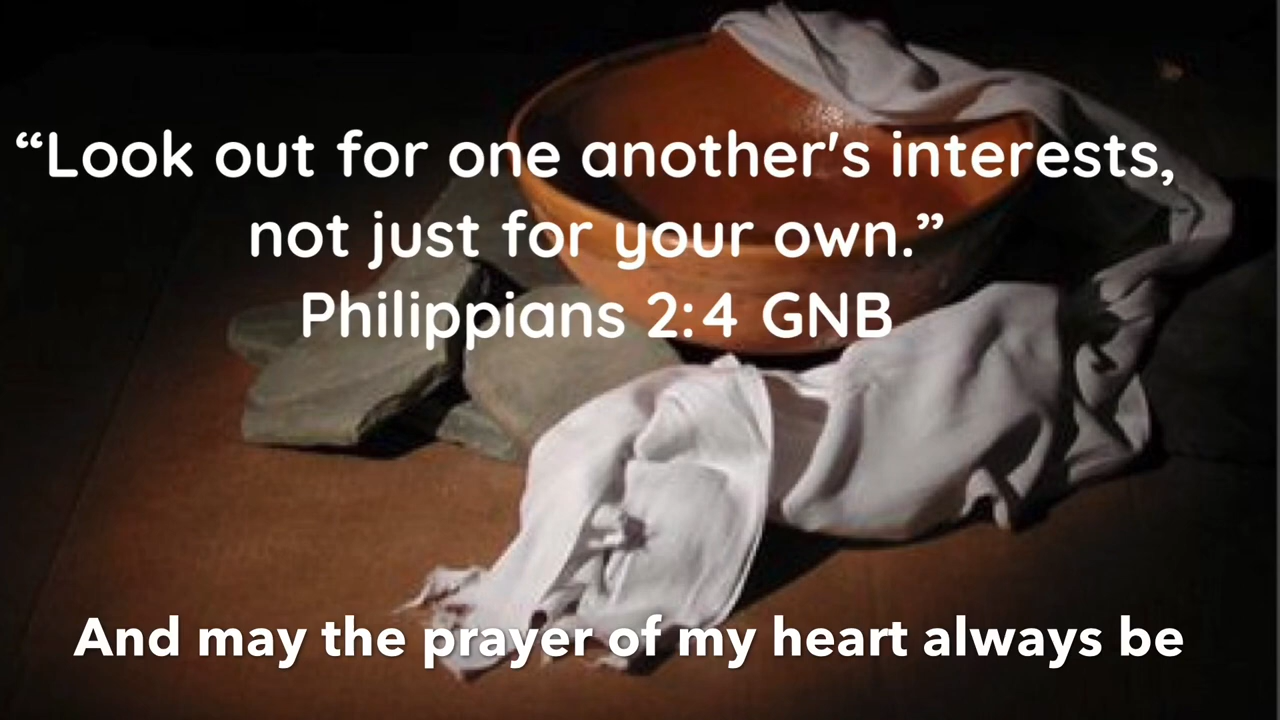 “Look out for one another's interests,
not just for your own.”
Philippians 2:4 GNB
And may the prayer of my heart always be